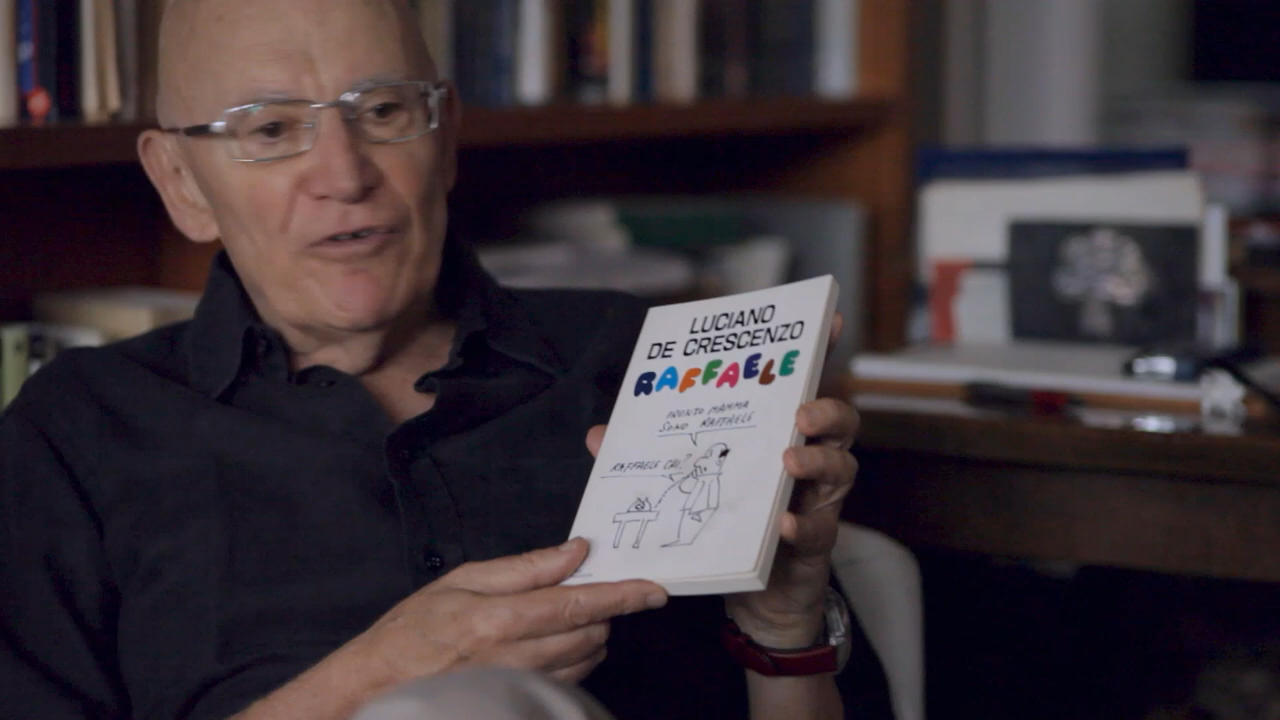 LUCIANO
DE CRESCENZO
RAFFAELE
PRONTO MAMMA
SONO RAFFAELE
RAFFAELE CHI?